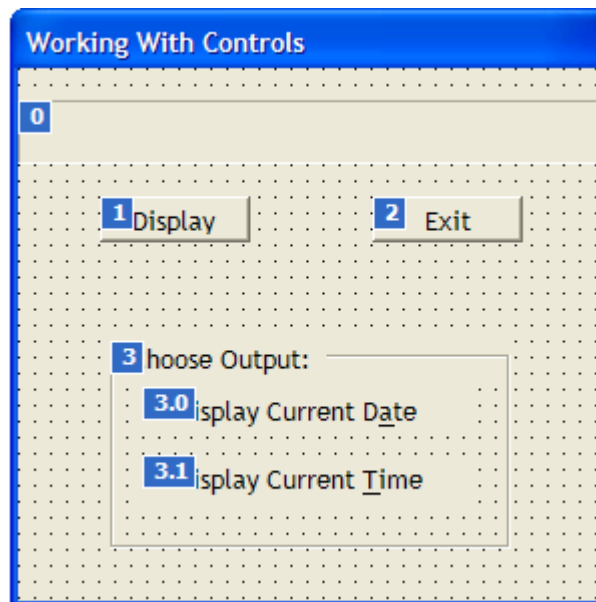 Working With Controls
0
1 Display
2 Exit
3 hoose Output:
3.0 isplay Current Date
3.1 isplay Current Time